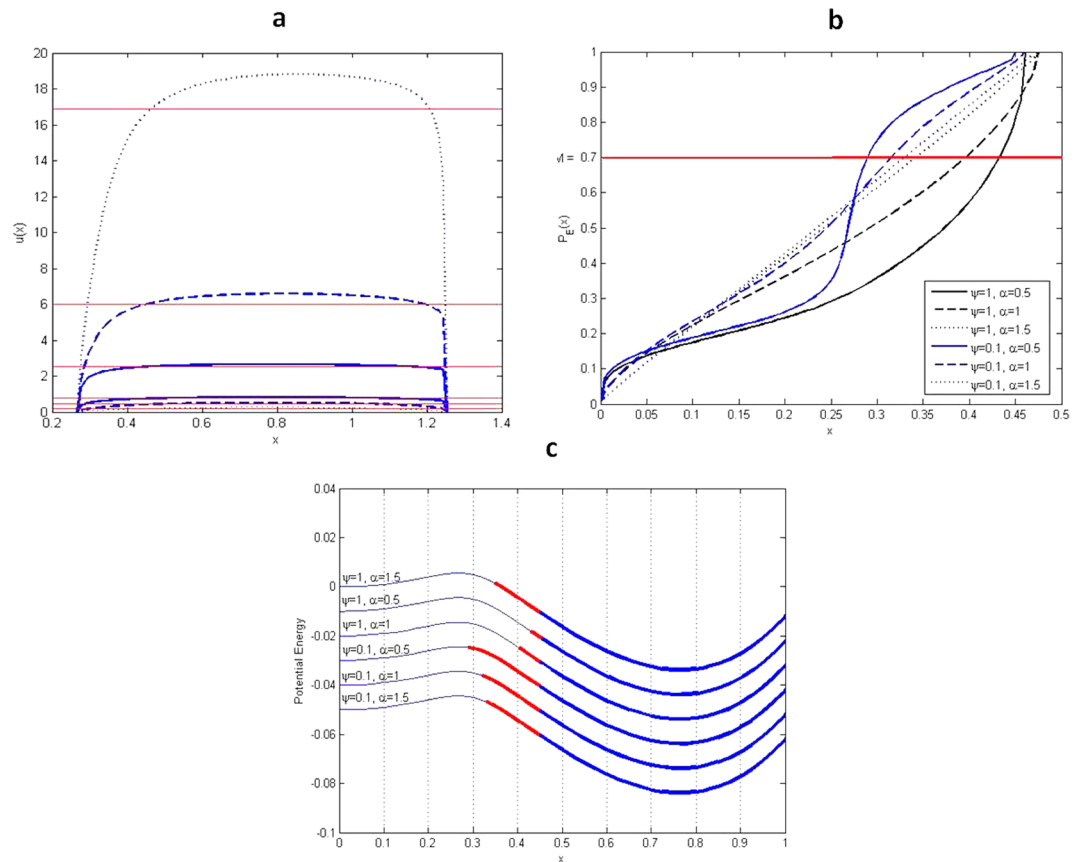 a
20
18
16
14
12
10
8
6
4
2
0
u(x)
0.2 0.4 0.6 0.8 1 1.2 1.4
x
b
1
0.9
0.8
0.7
0.6
0.5
0.4
0.3
0.2
0.1
0
P_E(x)
0 0.05 0.1 0.15 0.2 0.25 0.3 0.35 0.4 0.45 0.5
x
ψ=1, α=0.5
ψ=1, α=1
ψ=1, α=1.5
ψ=0.1, α=0.5
ψ=0.1, α=1
ψ=0.1, α=1.5
c
0.04
0.02
0
-0.02
-0.04
-0.06
-0.08
-0.1
Potential Energy
ψ=1, α=1.5
ψ=1, α=0.5
ψ=1, α=1
ψ=0.1, α=0.5
ψ=0.1, α=1
ψ=0.1, α=1.5
0 0.1 0.2 0.3 0.4 0.5 0.6 0.7 0.8 0.9 1
x